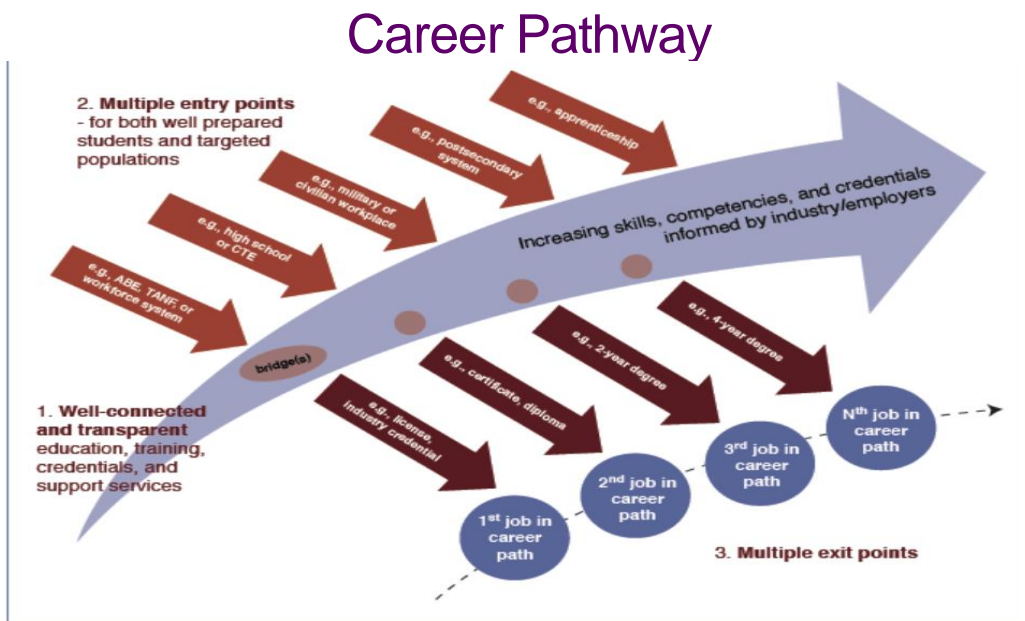 Career Pathway
2. Multiple entry points
- for both well prepared
students and targeted
populations
e.g., apprenticeship
e.g., postsecondary
system
e.g., military or
civilian workplace
e.g., high school
or CTE
e.g., ABE, TANF, or
workforce system
Increasing skills, competencies, and credentials
informed by industry/employers
bridge(s)
1. Well-connected
and transparent
education, training,
credentials, and
support services
e.g., license,
industry credential
e.g., certificate, diploma
e.g., 2-year degree
e.g., 4-year degree
1st job in
career
path
2nd job in
career
path
3rd job in
career
path
Nth job in
career
path
3. Multiple exit points